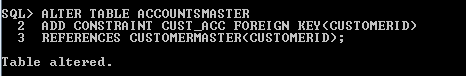 SQL> ALTER TABLE ACCOUNTSMASTER
2 ADD CONSTRAINT CUST_ACC FOREIGN KEY(CUSTOMERID)
3 REFERENCES CUSTOMERMASTER(CUSTOMERID);
Table altered.